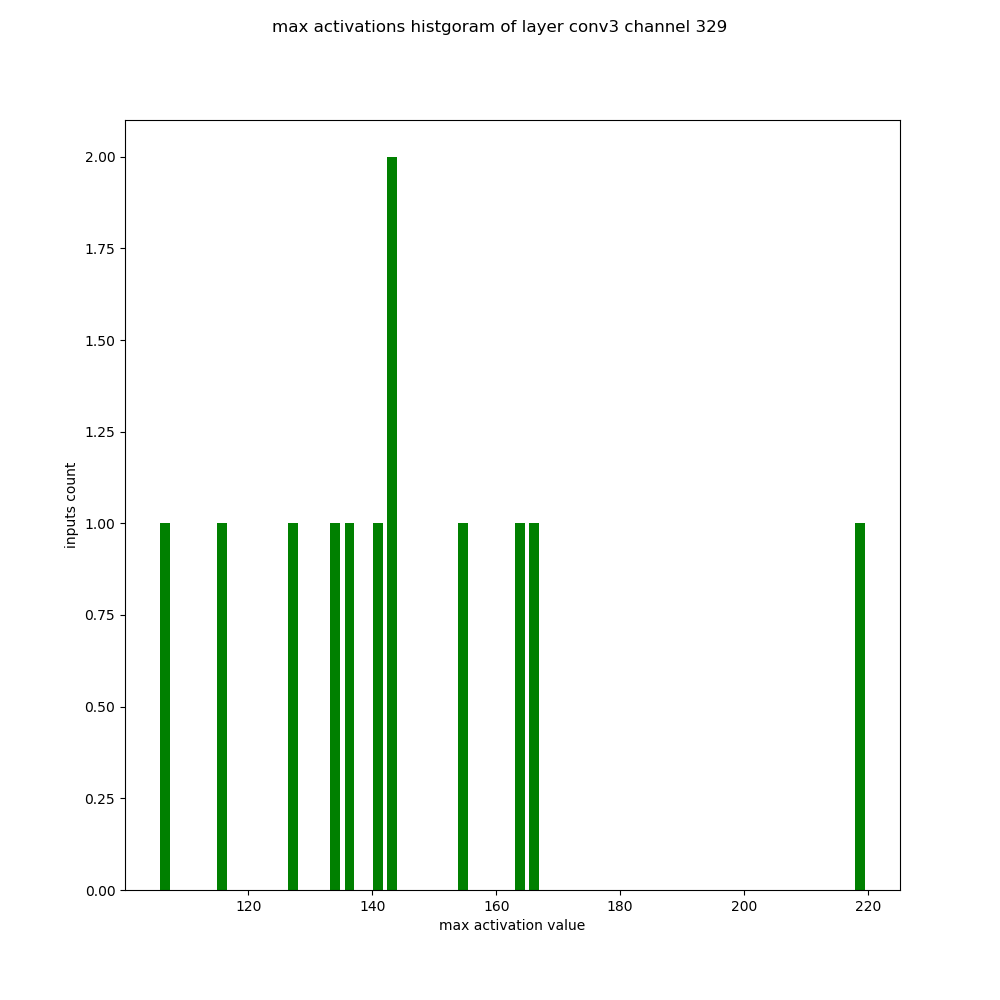 max activations histgoram of layer conv3 channel 329
2.00
1.75
1.50
1.25
1.00
0.75
0.50
0.25
0.00
inputs count
120 140 160 180 200 220
max activation value